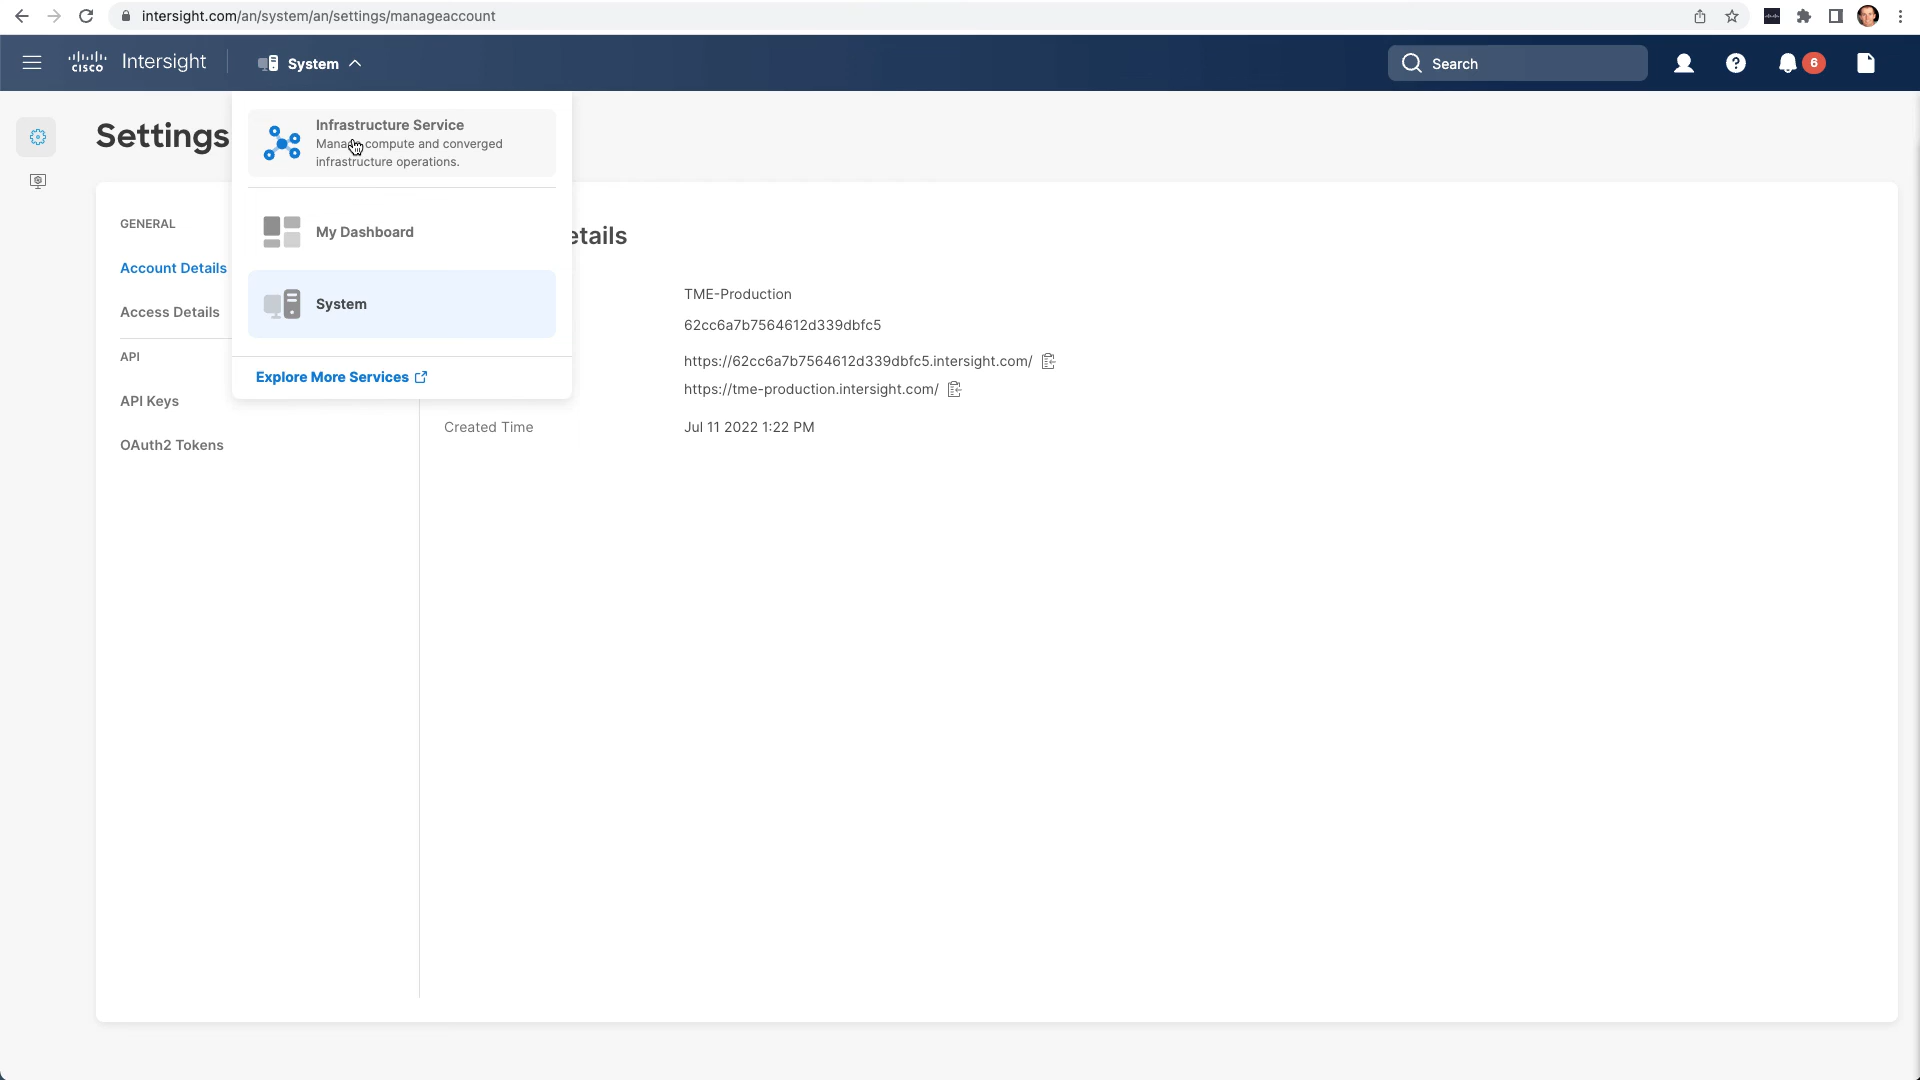 intersight.com/an/system/an/settings/manageaccount
cisco Intersight
System
Search
6
Settings
Infrastructure Service
Manage compute and converged
infrastructure operations.
My Dashboard
System
Explore More Services
GENERAL
Account Details
Access Details
API
API Keys
OAuth2 Tokens
etails
TME-Production
62cc6a7b7564612d339dbfc5
https://62cc6a7b7564612d339dbfc5.intersight.com/
https://tme-production.intersight.com/
Created Time
Jul 11 2022 1:22 PM